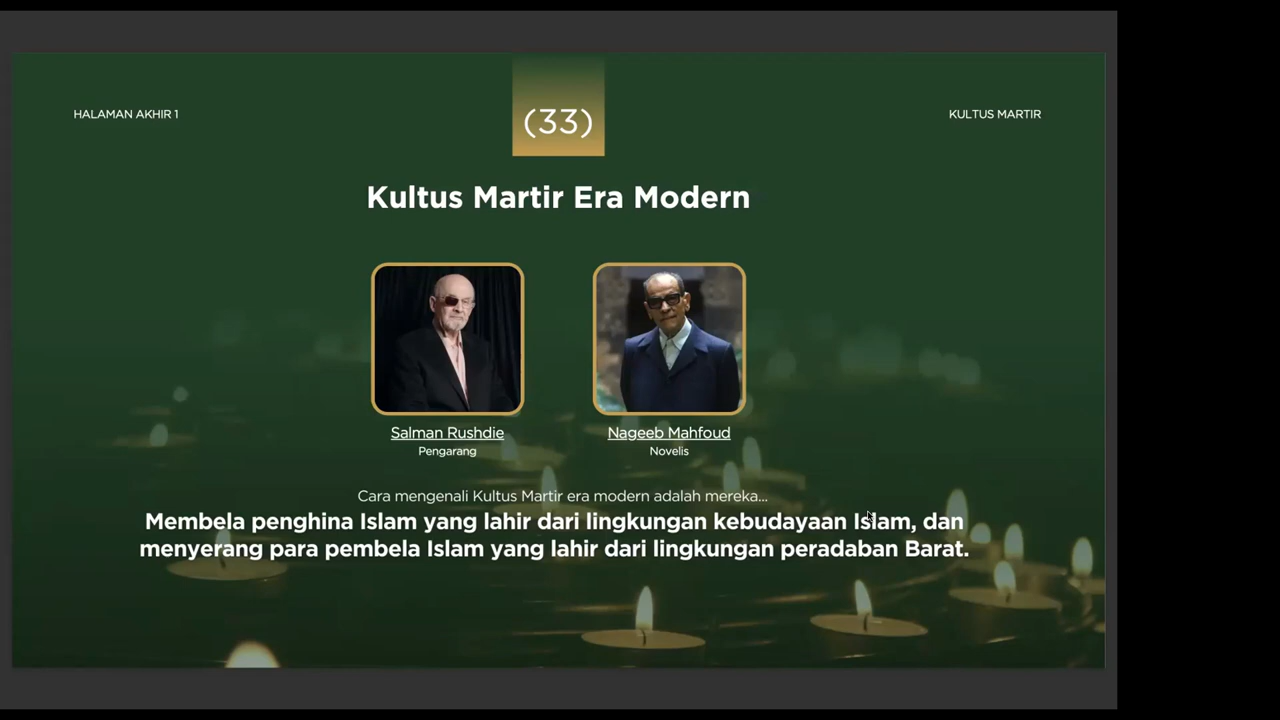 HALAMAN AKHIR 1
(33)
KULTUS MARTIR
Kultus Martir Era Modern
Salman Rushdie
Pengarang
Nageeb Mahfoud
Novelis
Cara mengenali Kultus Martir era modern adalah mereka...
Membela penghina Islam yang lahir dari lingkungan kebudayaan Islam, dan
menyerang para pembela Islam yang lahir dari lingkungan peradaban Barat.